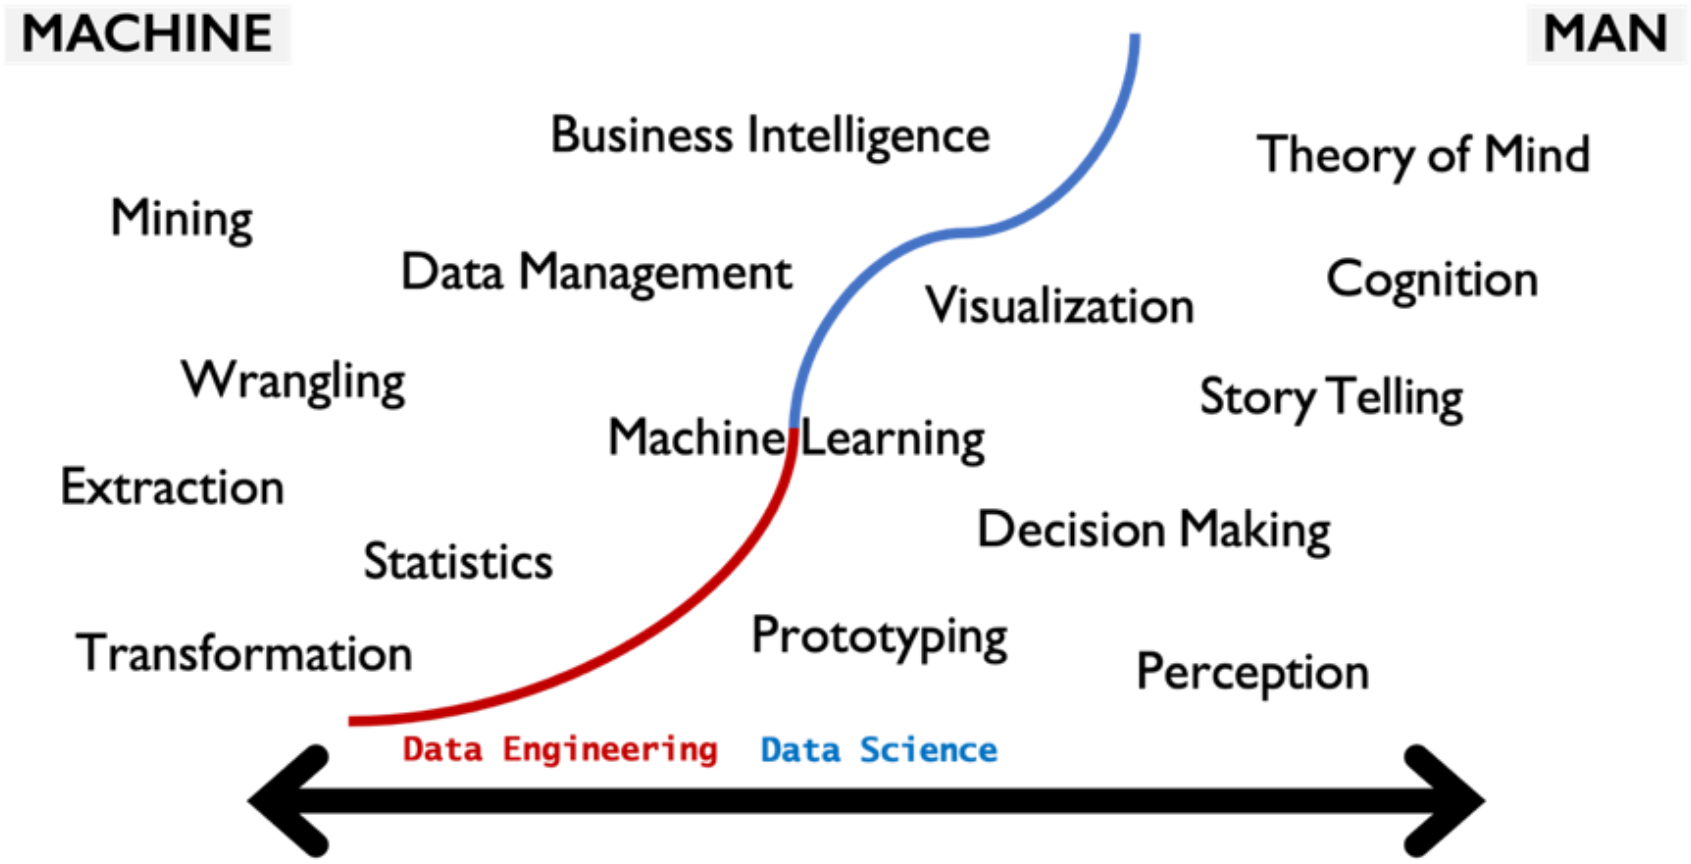 MACHINE
MAN
Business Intelligence
Theory of Mind
Mining
Data Management
Cognition
Visualization
Wrangling
Story Telling
Machine Learning
Extraction
Decision Making
Statistics
Prototyping
Transformation
Perception
Data Engineering
Data Science